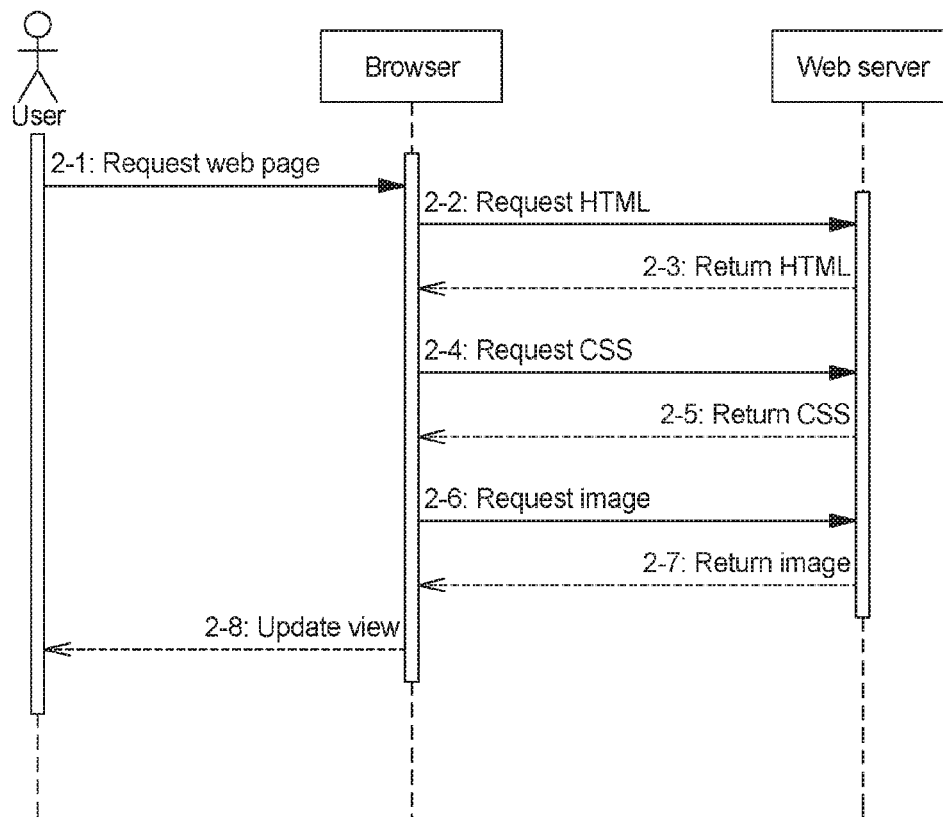 User
Browser
Web server
2-1: Request web page
2-2: Request HTML
2-3: Return HTML
2-4: Request CSS
2-5: Return CSS
2-6: Request image
2-7: Return image
2-8: Update view